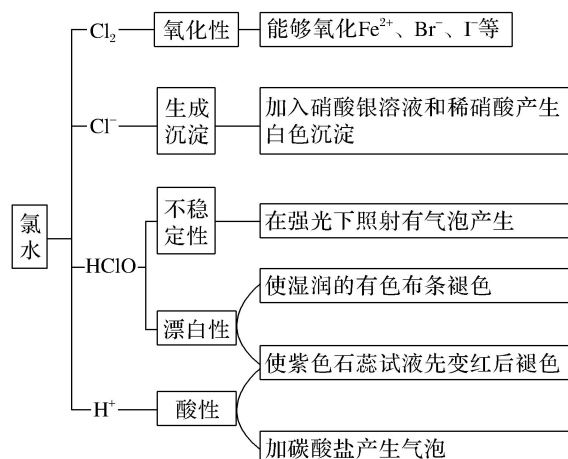 Cl₂
氧化性
能够氧化Fe²⁺、Br⁻、I⁻等
Cl⁻
生成
沉淀
加入硝酸银溶液和稀硝酸产生
白色沉淀
氯
水
HClO
不稳
定性
在强光下照射有气泡产生
漂白性
使湿润的有色布条褪色
使紫色石蕊试液先变红后褪色
H⁺
酸性
加碳酸盐产生气泡